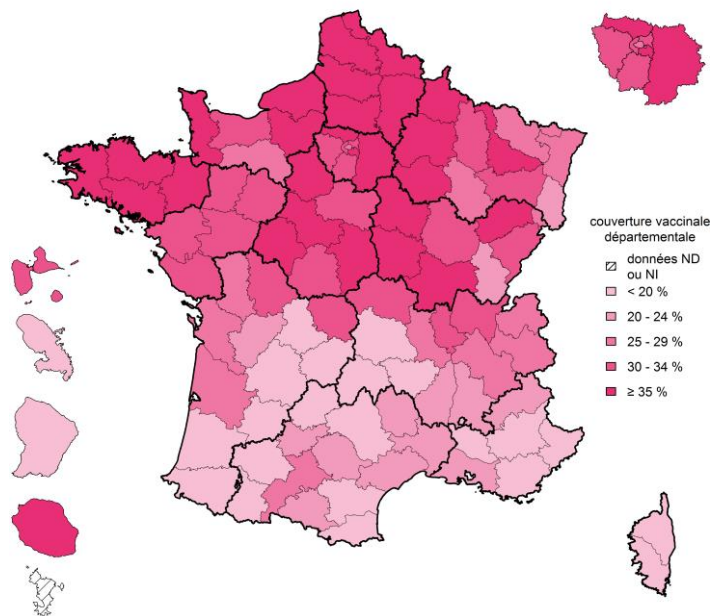 couverture vaccinale
départementale
données ND
ou NI
< 20 %
20 - 24 %
25 - 29 %
30 - 34 %
≥ 35 %